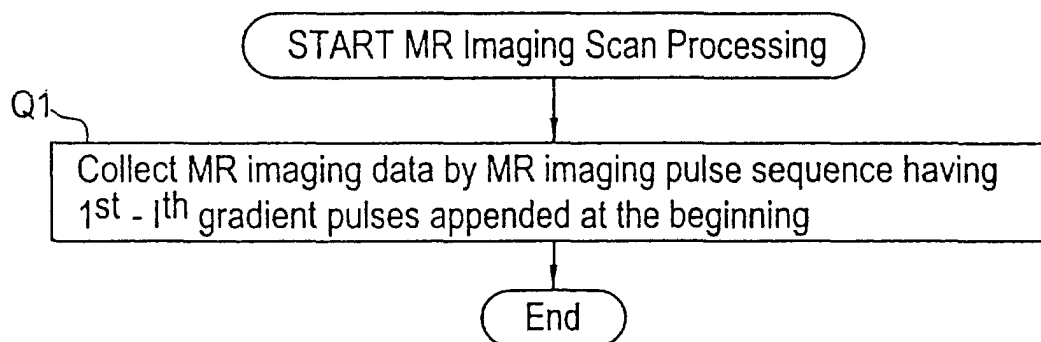 START MR Imaging Scan Processing
Q1
Collect MR imaging data by MR imaging pulse sequence having
1st - Ith gradient pulses appended at the beginning
End